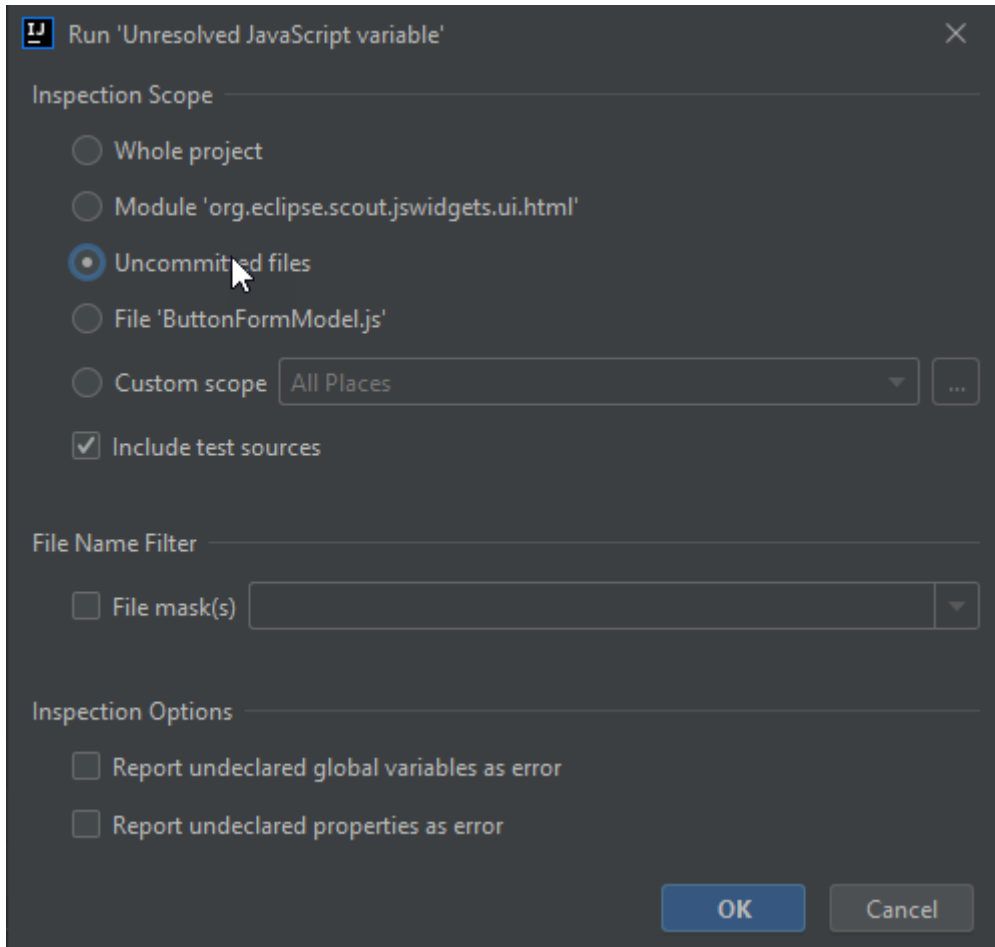 IJ
Run 'Unresolved JavaScript variable'
Inspection Scope
Whole project
Module 'org.eclipse.scout.jswidgets.ui.html'
Uncommitted files
File 'ButtonFormModel.js'
Custom scope All Places ...
Include test sources
File Name Filter
File mask(s)
Inspection Options
Report undeclared global variables as error
Report undeclared properties as error
OK Cancel